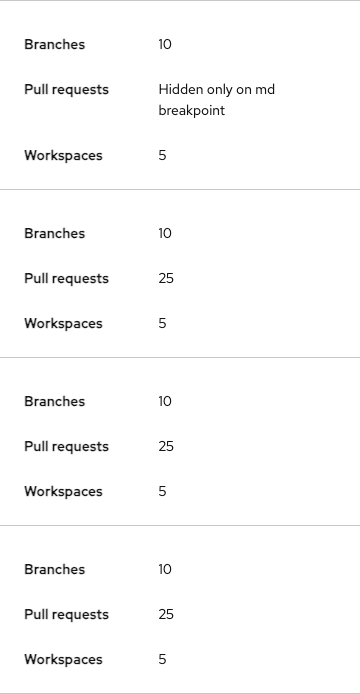 Branches 10
Pull requests Hidden only on md
breakpoint
Workspaces 5
Branches 10
Pull requests 25
Workspaces 5
Branches 10
Pull requests 25
Workspaces 5
Branches 10
Pull requests 25
Workspaces 5